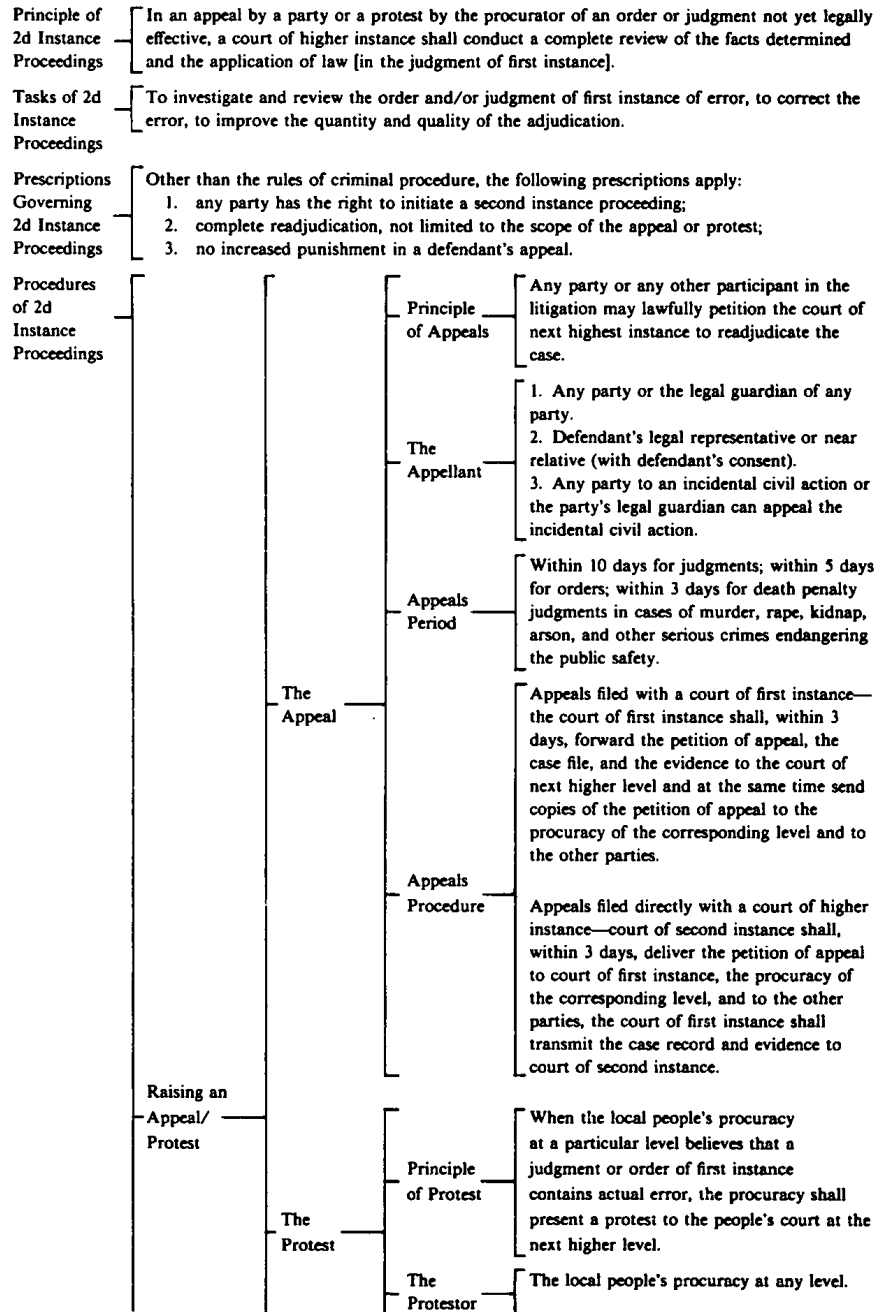 Principle of
2d Instance
Proceedings
In an appeal by a party or a protest by the procurator of an order or judgment not yet legally
effective, a court of higher instance shall conduct a complete review of the facts determined
and the application of law [in the judgment of first instance].
Tasks of 2d
Instance
Proceedings
To investigate and review the order and/or judgment of first instance of error, to correct the
error, to improve the quantity and quality of the adjudication.
Prescriptions
Governing
2d Instance
Proceedings
Other than the rules of criminal procedure, the following prescriptions apply:
1. any party has the right to initiate a second instance proceeding;
2. complete readjudication, not limited to the scope of the appeal or protest;
3. no increased punishment in a defendant's appeal.
Procedures
of 2d
Instance
Proceedings
Raising an
Appeal/
Protest
The
Appeal
Principle
of Appeals
Any party or any other participant in the
litigation may lawfully petition the court of
next highest instance to readjudicate the
case.
The
Appellant
1. Any party or the legal guardian of any
party.
2. Defendant's legal representative or near
relative (with defendant's consent).
3. Any party to an incidental civil action or
the party's legal guardian can appeal the
incidental civil action.
Appeals
Period
Within 10 days for judgments; within 5 days
for orders; within 3 days for death penalty
judgments in cases of murder, rape, kidnap,
arson, and other serious crimes endangering
the public safety.
Appeals
Procedure
Appeals filed with a court of first instance—
the court of first instance shall, within 3
days, forward the petition of appeal, the
case file, and the evidence to the court of
next higher level and at the same time send
copies of the petition of appeal to the
procuracy of the corresponding level and to
the other parties.
Appeals filed directly with a court of higher
instance—court of second instance shall,
within 3 days, deliver the petition of appeal
to court of first instance, the procuracy of
the corresponding level, and to the other
parties, the court of first instance shall
transmit the case record and evidence to
court of second instance.
The
Protest
Principle
of Protest
When the local people's procuracy
at a particular level believes that a
judgment or order of first instance
contains actual error, the procuracy shall
present a protest to the people's court at the
next higher level.
The
Protestor
The local people's procuracy at any level.